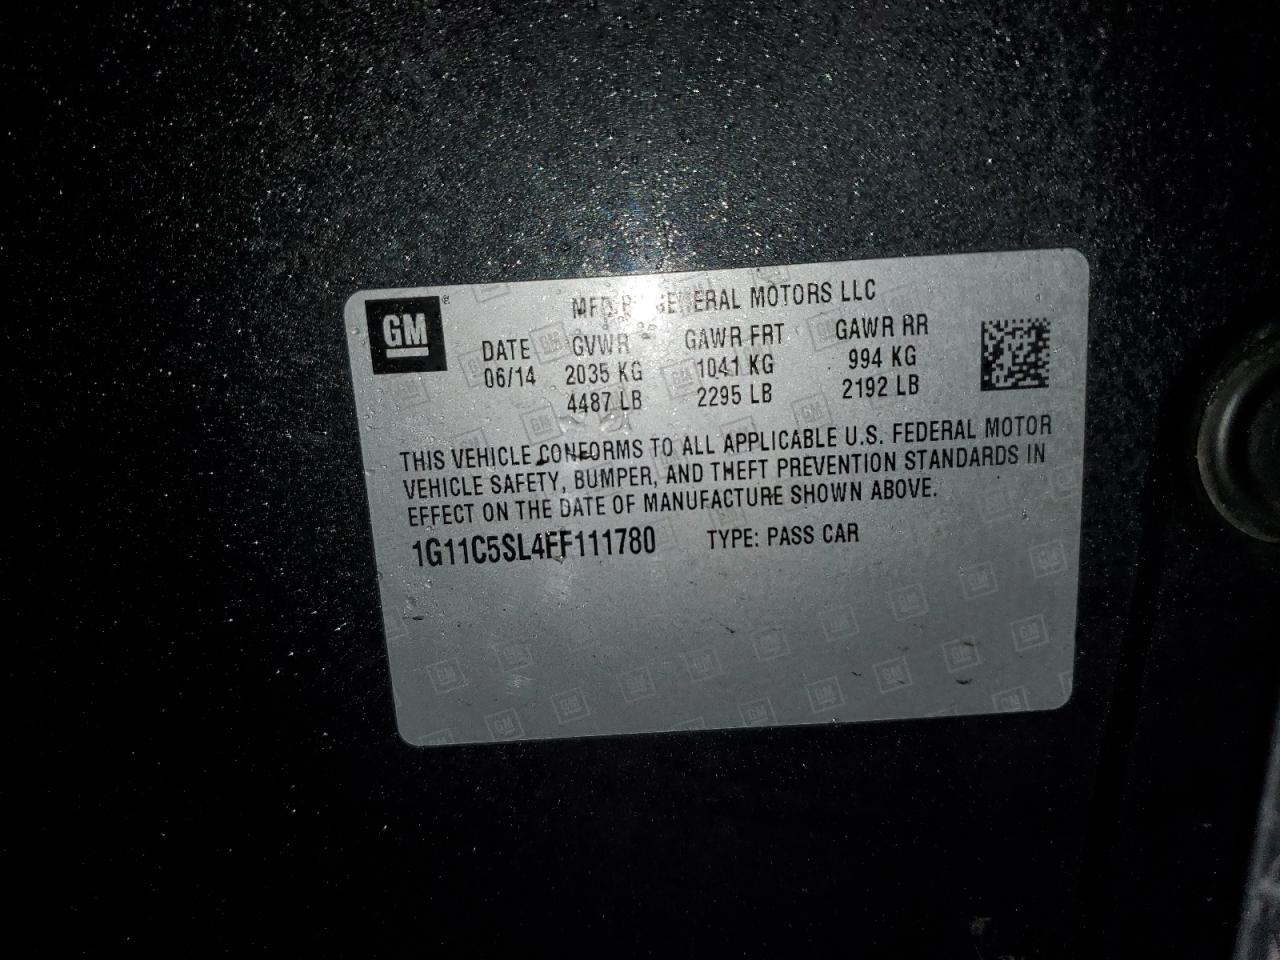 GM
MFD BY GENERAL MOTORS LLC
DATE GVWR GAWR FRT GAWR RR
06/14 2035 KG 1041 KG 994 KG
4487 LB 2295 LB 2192 LB
THIS VEHICLE CONFORMS TO ALL APPLICABLE U.S. FEDERAL MOTOR
VEHICLE SAFETY, BUMPER, AND THEFT PREVENTION STANDARDS IN
EFFECT ON THE DATE OF MANUFACTURE SHOWN ABOVE.
1G11C5SL4FF111780 TYPE: PASS CAR